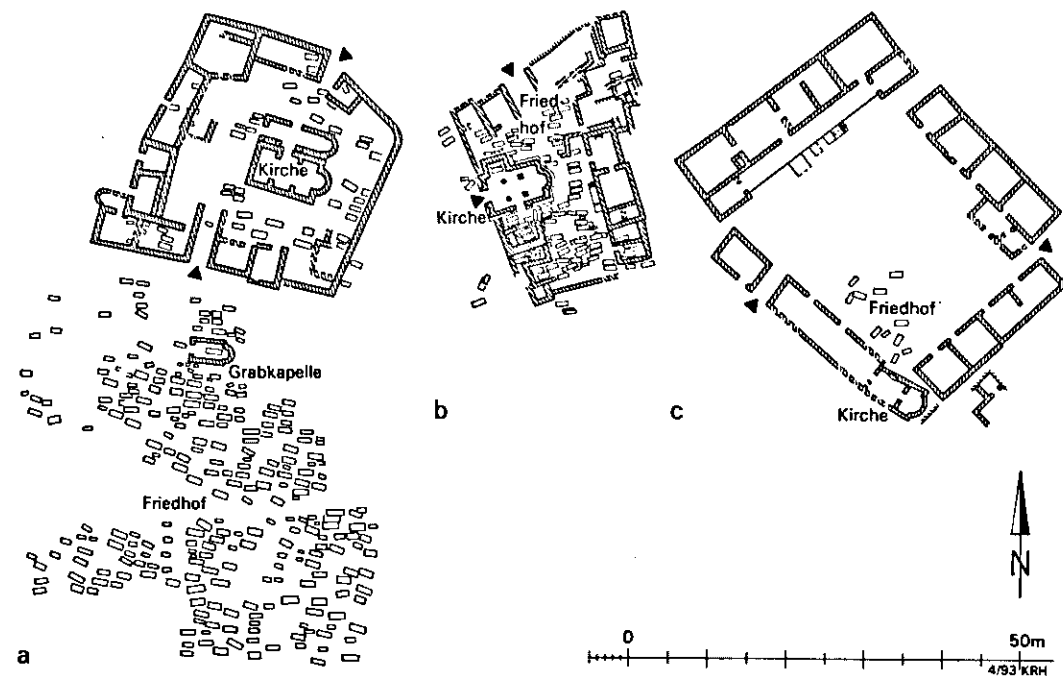 Kirche
Grabkapelle
Friedhof
a
Fried-
hof
Kirche
b
Friedhof
Kirche
c
N
0
50m
4/93 KRH